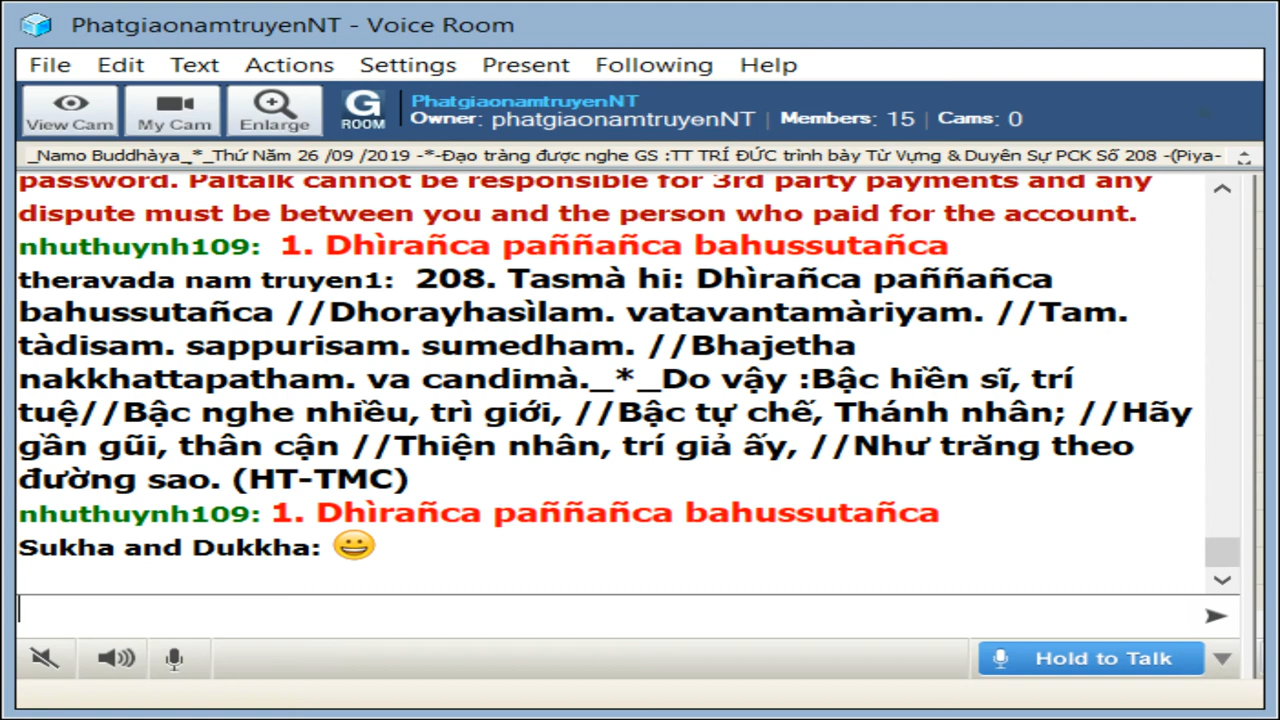 PhatgiaonamtruyenNT - Voice Room
File Edit Text Actions Settings Present Following Help
View Cam My Cam Enlarge G ROOM PhatgiaonamtruyenNT
Owner: phatgiaonamtruyenNT | Members: 15 | Cams: 0
_Namo Buddhàya_*_Thứ Năm 26 /09 /2019 -*-Đạo tràng được nghe GS :TT TRÍ ĐỨC trình bày Từ Vựng & Duyên Sự PCK Số 208 -(Piya-
password. Paltalk cannot be responsible for 3rd party payments and any
dispute must be between you and the person who paid for the account.
nhuthuynh109: 1. Dhìrañca paññañca bahussutañca
theravada nam truyen1: 208. Tasmà hi: Dhìrañca paññañca
bahussutañca //Dhorayhasìlam. vatavantamàriyam. //Tam.
tàdisam. sappurisam. sumedham. //Bhajetha
nakkhattapatham. va candimà._*_Do vậy :Bậc hiền sĩ, trí
tuệ//Bậc nghe nhiều, trì giới, //Bậc tự chế, Thánh nhân; //Hãy
gần gũi, thân cận //Thiện nhân, trí giả ấy, //Như trăng theo
đường sao. (HT-TMC)
nhuthuynh109: 1. Dhìrañca paññañca bahussutañca
Sukha and Dukkha: 😀
Hold to Talk